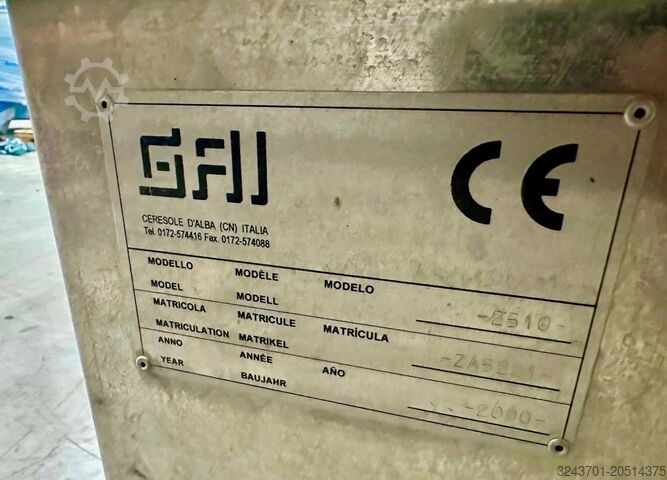 GAI
CE
CERESOLE D'ALBA (CN) ITALIA
Tel. 0172-574416 Fax. 0172-574088
MODELLO MODÈLE MODELO
MODEL MODELL -2510-
MATRICOLA MATRICULE MATRÍCULA
MATRICULATION MATRIKEL
ANNO ANNÉE AÑO
YEAR BAUJAHR -2000-
3243701-20514375